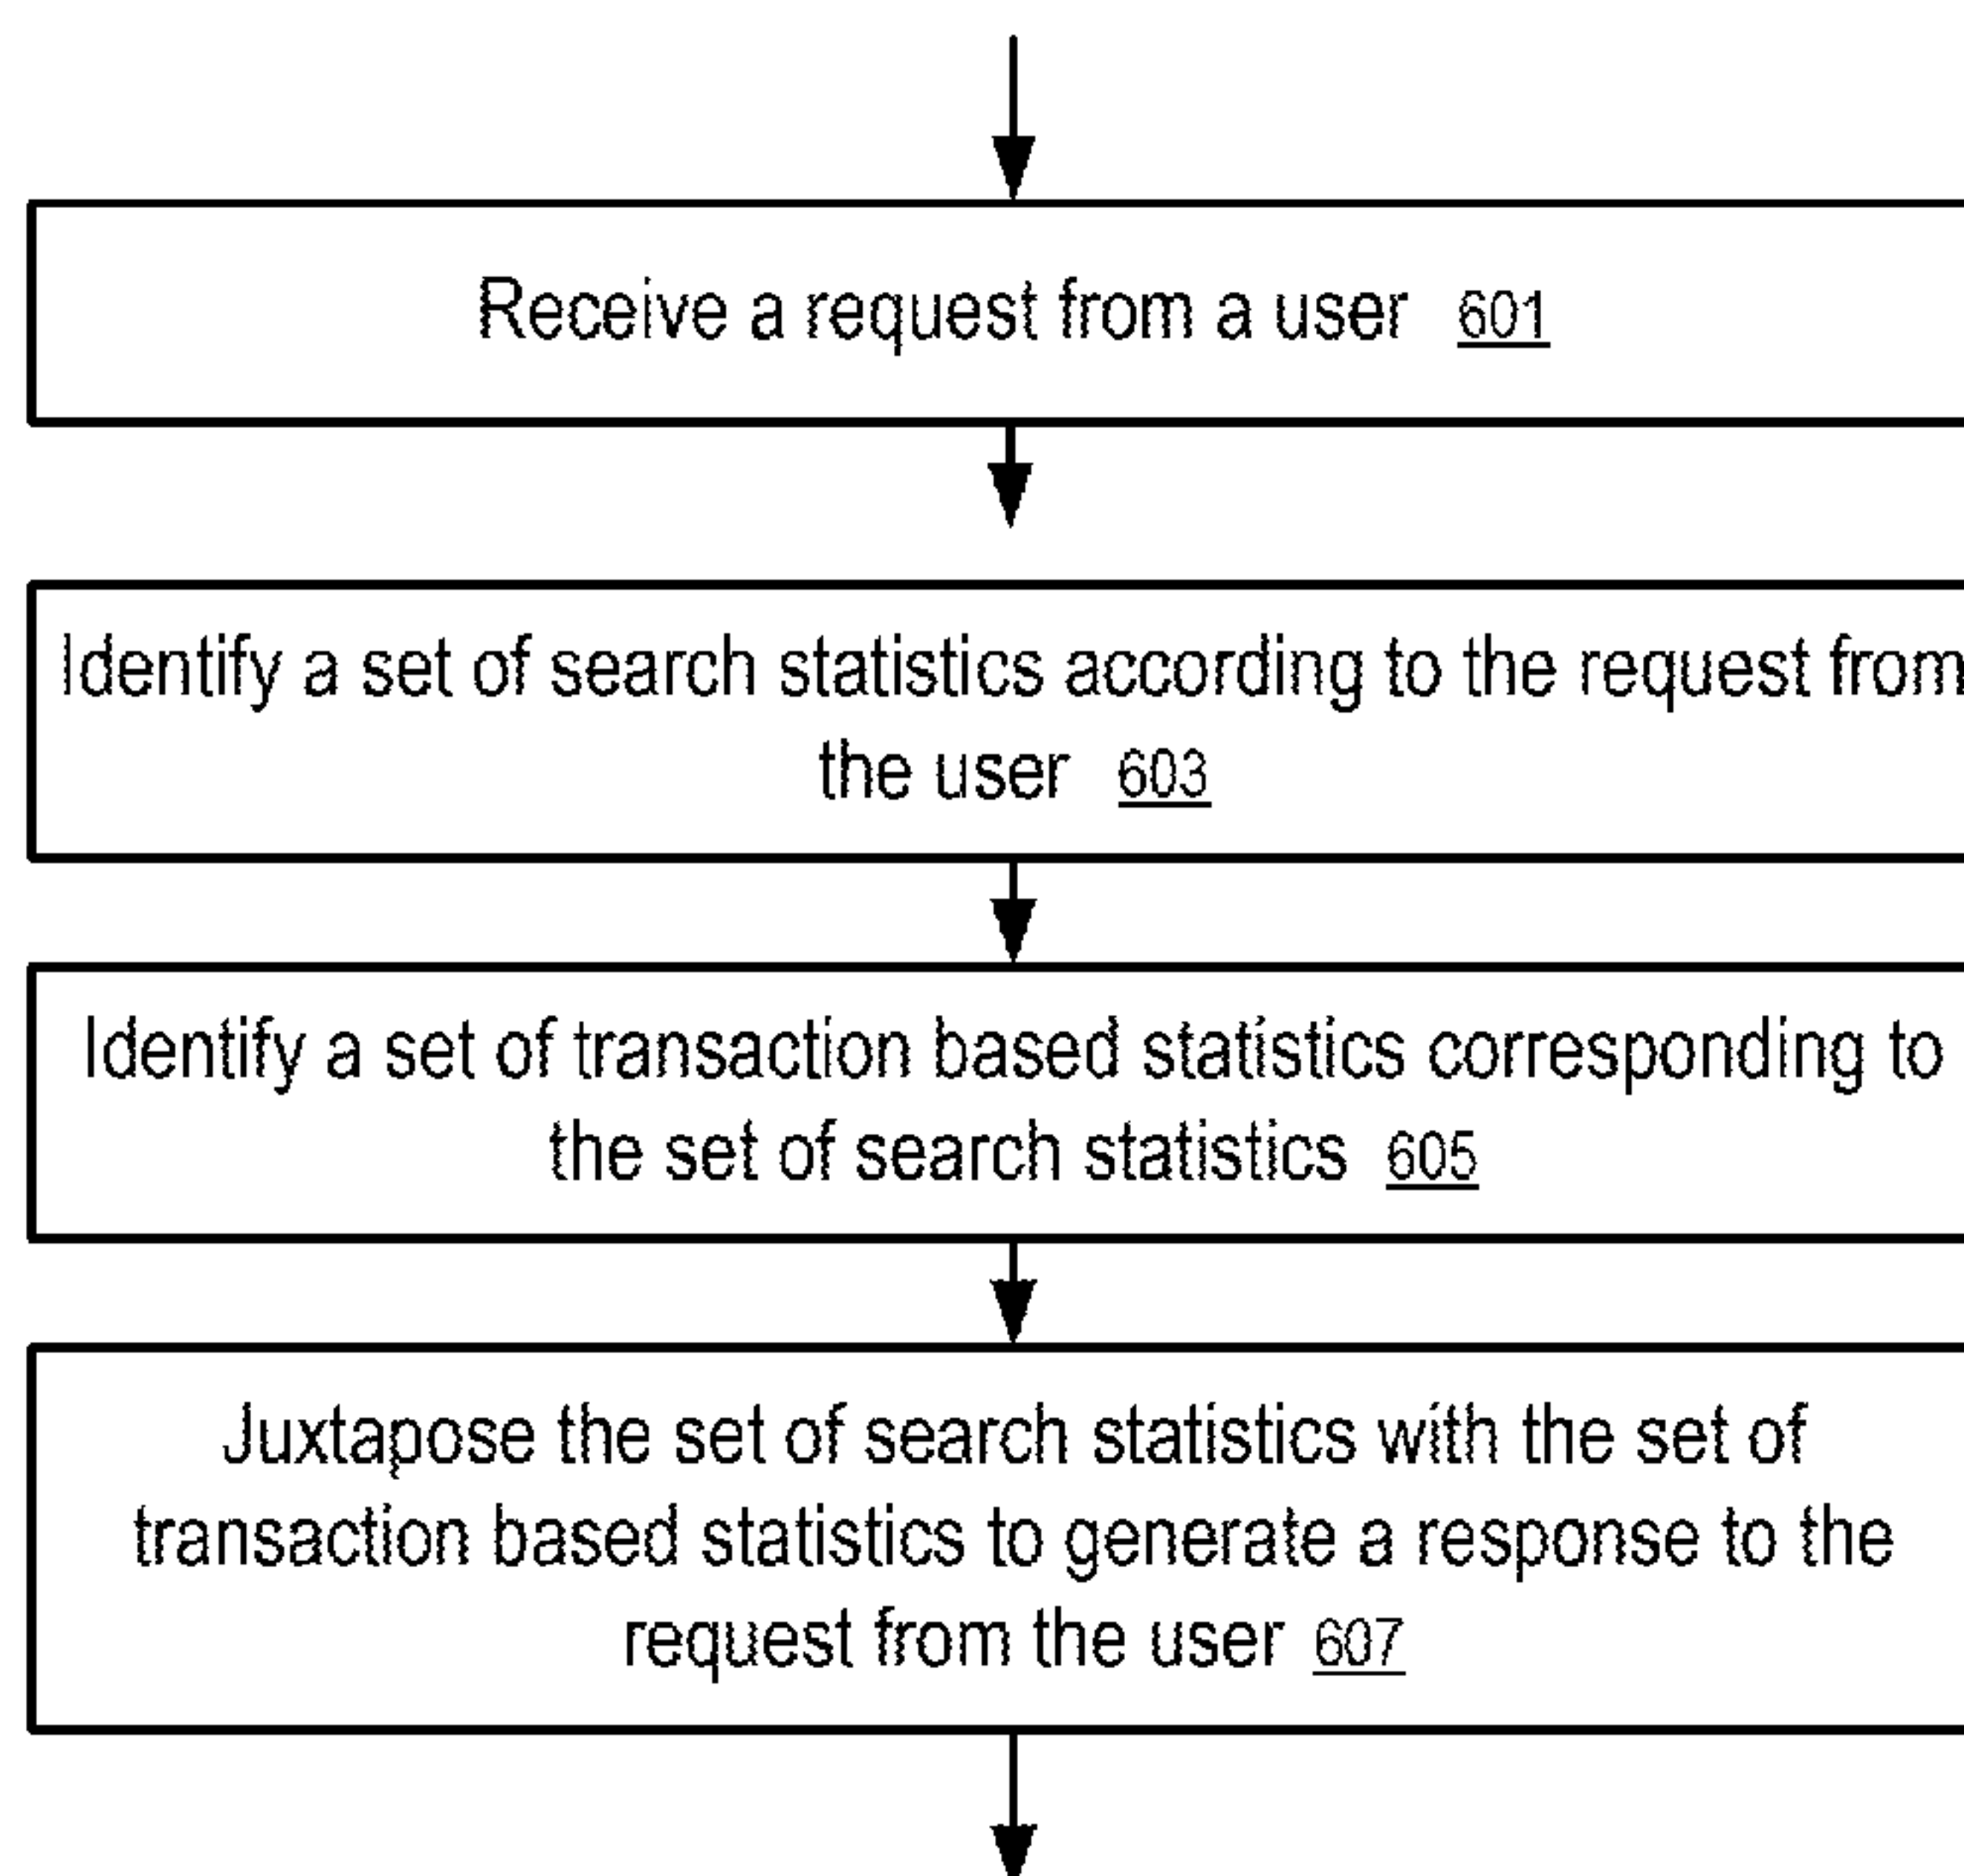 Receive a request from a user 601
Identify a set of search statistics according to the request from
the user 603
Identify a set of transaction based statistics corresponding to
the set of search statistics 605
Juxtapose the set of search statistics with the set of
transaction based statistics to generate a response to the
request from the user 607